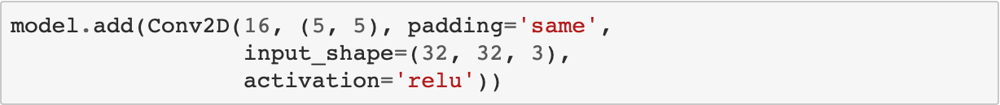 model.add(Conv2D(16, (5, 5), padding='same',
input_shape=(32, 32, 3),
activation='relu'))